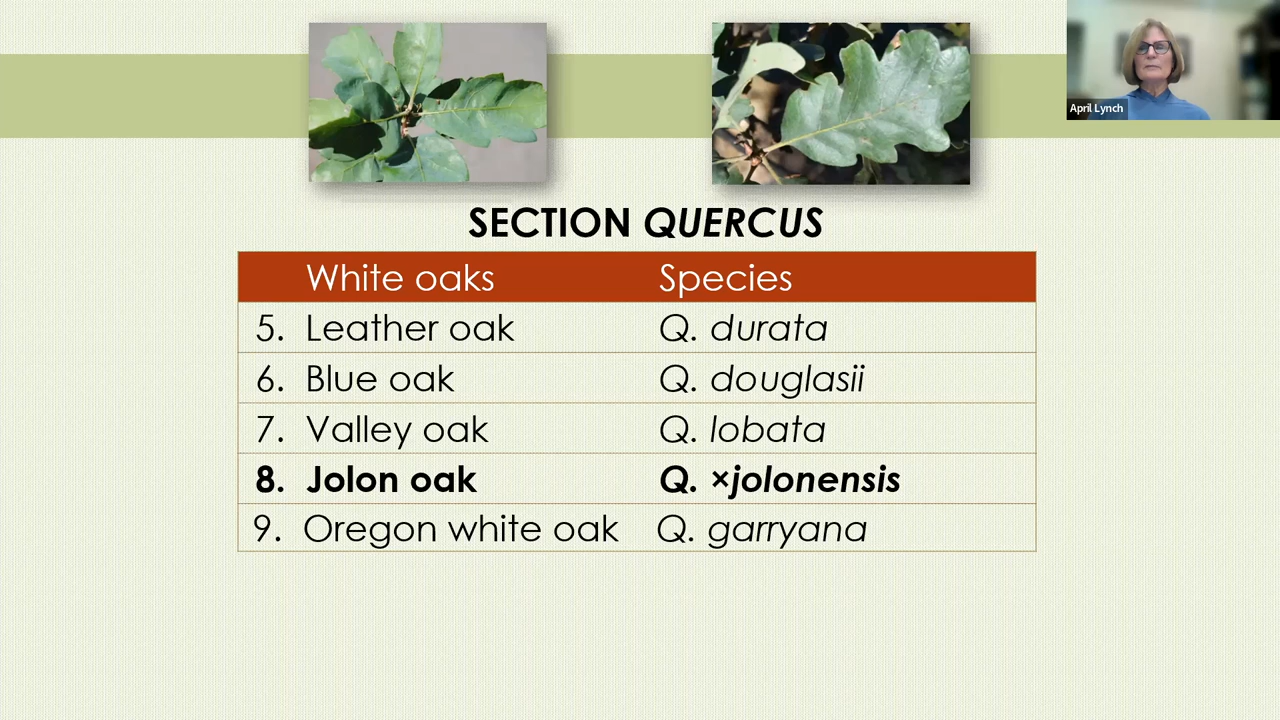 April Lynch
SECTION QUERCUS
White oaks Species
5. Leather oak Q. durata
6. Blue oak Q. douglasii
7. Valley oak Q. lobata
8. Jolon oak Q. ×jolonensis
9. Oregon white oak Q. garryana